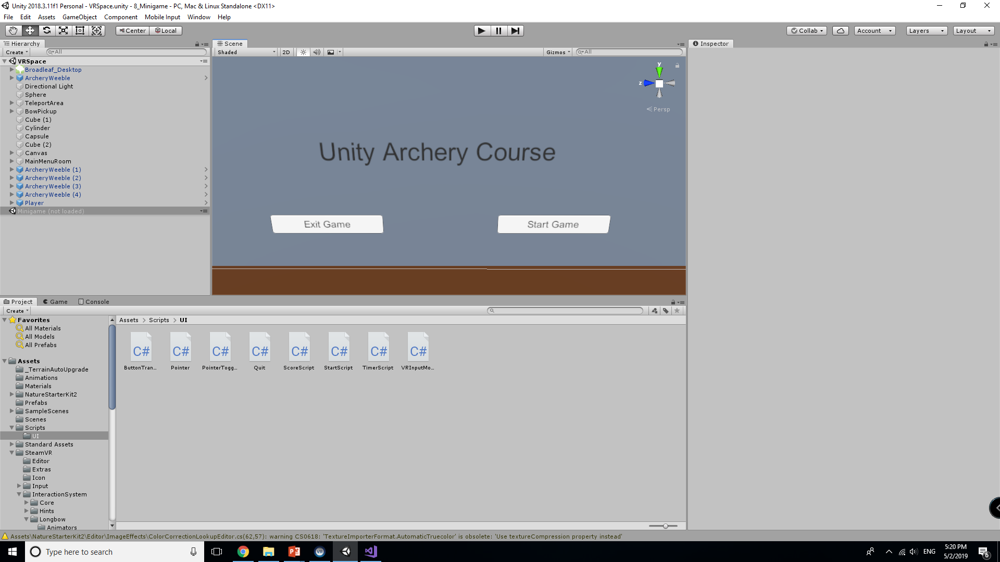 Unity 2018.3.11f1 Personal - VRSpace.unity - 8_Minigame - PC, Mac & Linux Standalone <DX11>
File Edit Assets GameObject Component Mobile Input Window Help
Center Local Collab Account Layers Layout
Hierarchy
Create All
VRSpace
Broadleaf_Desktop
ArcheryWeeble
Directional Light
Sphere
TeleportArea
BowPickup
Cube (1)
Cylinder
Capsule
Cube (2)
Canvas
MainMenuRoom
ArcheryWeeble (1)
ArcheryWeeble (2)
ArcheryWeeble (3)
ArcheryWeeble (4)
Player
Minigame (not loaded)
Scene
Shaded 2D Gizmos All
y
z
Persp
Unity Archery Course
Exit Game Start Game
Inspector
Project Game Console
Create
Favorites
All Materials
All Models
All Prefabs
Assets
_TerrainAutoUpgrade
Animations
Materials
NatureStarterKit2
Prefabs
SampleScenes
Scenes
Scripts
UI
Standard Assets
SteamVR
Editor
Extras
Icon
Input
InteractionSystem
Core
Hints
Longbow
Animators
Assets > Scripts > UI
C# C# C# C# C# C# C# C#
ButtonTran... Pointer PointerTogg... Quit ScoreScript StartScript TimerScript VRInputMo...
Assets\NatureStarterKit2\Editor\ImageEffects\ColorCorrectionLookupEditor.cs(62,57): warning CS0618: 'TextureImporterFormat.AutomaticTruecolor' is obsolete: 'Use textureCompression property instead'
Type here to search
VR
ENG
5:20 PM
5/2/2019
6